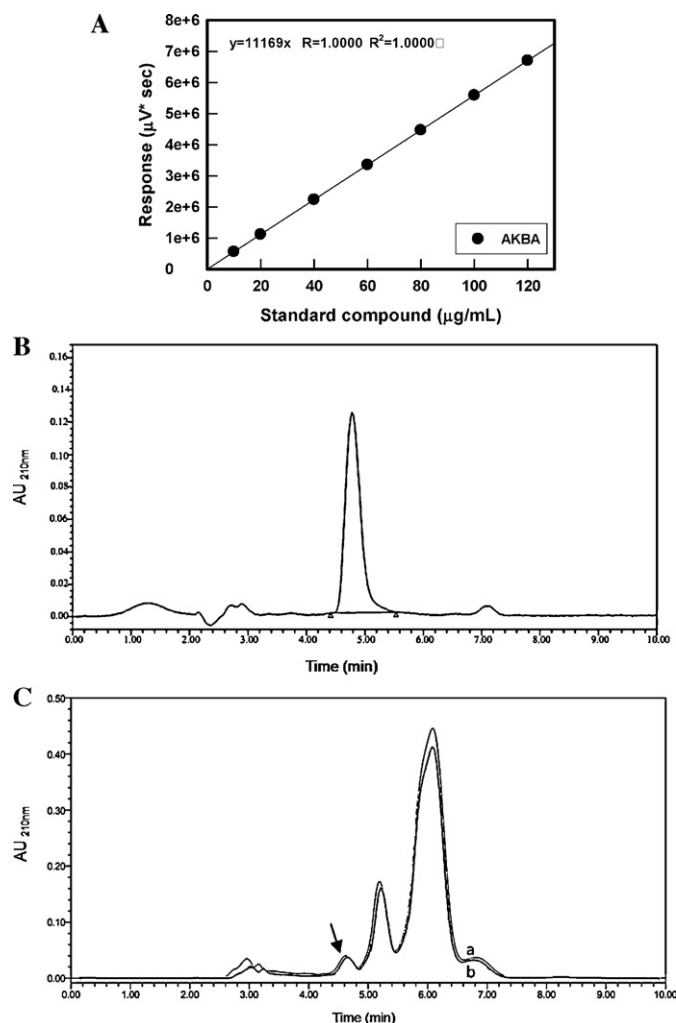 A
y=11169x R=1.0000 R²=1.0000□
8e+6
7e+6
6e+6
5e+6
4e+6
3e+6
2e+6
1e+6
0
Response (μV* sec)
AKBA
0 20 40 60 80 100 120
Standard compound (μg/mL)
B
0.16
0.14
0.12
0.10
0.08
0.06
0.04
0.02
0.00
AU 210nm
0.00 1.00 2.00 3.00 4.00 5.00 6.00 7.00 8.00 9.00 10.00
Time (min)
C
0.50
0.40
0.30
0.20
0.10
0.00
AU 210nm
a
b
0.00 1.00 2.00 3.00 4.00 5.00 6.00 7.00 8.00 9.00 10.00
Time (min)